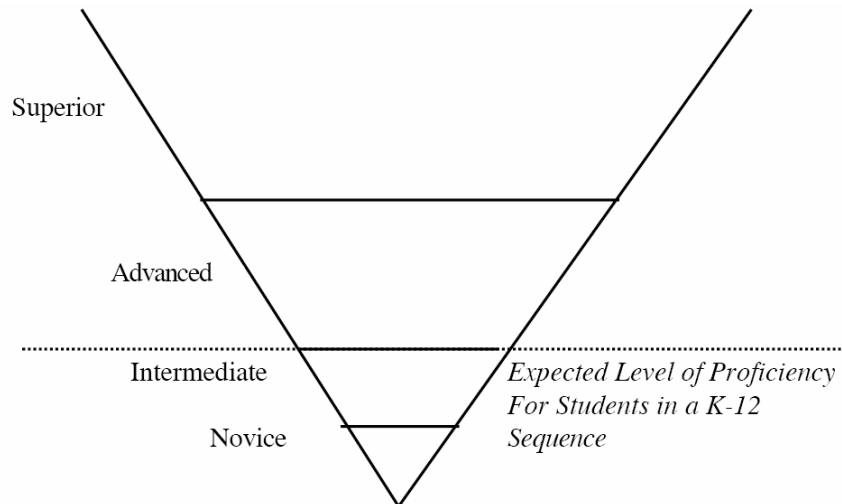 Superior
Advanced
Intermediate
Expected Level of Proficiency
For Students in a K-12
Novice
Sequence